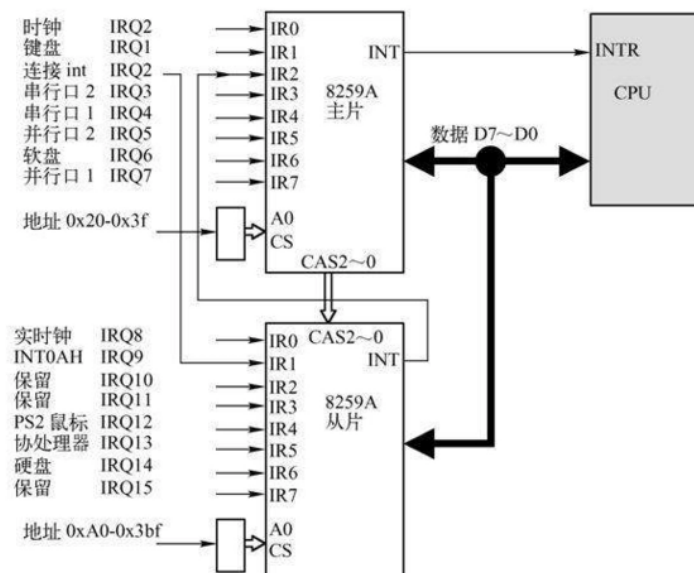 时钟 IRQ2 IR0
键盘 IRQ1 IR1 INT INTR
连接 int IRQ2 IR2
串行口 2 IRQ3 IR3 8259A CPU
串行口 1 IRQ4 IR4 主片
并行口 2 IRQ5 IR5 数据 D7～D0
软盘 IRQ6 IR6
并行口 1 IRQ7 IR7
地址 0x20-0x3f A0
CS
CAS2～0
实时钟 IRQ8 IR0 CAS2～0
INT0AH IRQ9 IR1 INT
保留 IRQ10 IR2
保留 IRQ11 IR3 8259A
PS2 鼠标 IRQ12 IR4 从片
协处理器 IRQ13 IR5
硬盘 IRQ14 IR6
保留 IRQ15 IR7
地址 0xA0-0x3bf A0
CS